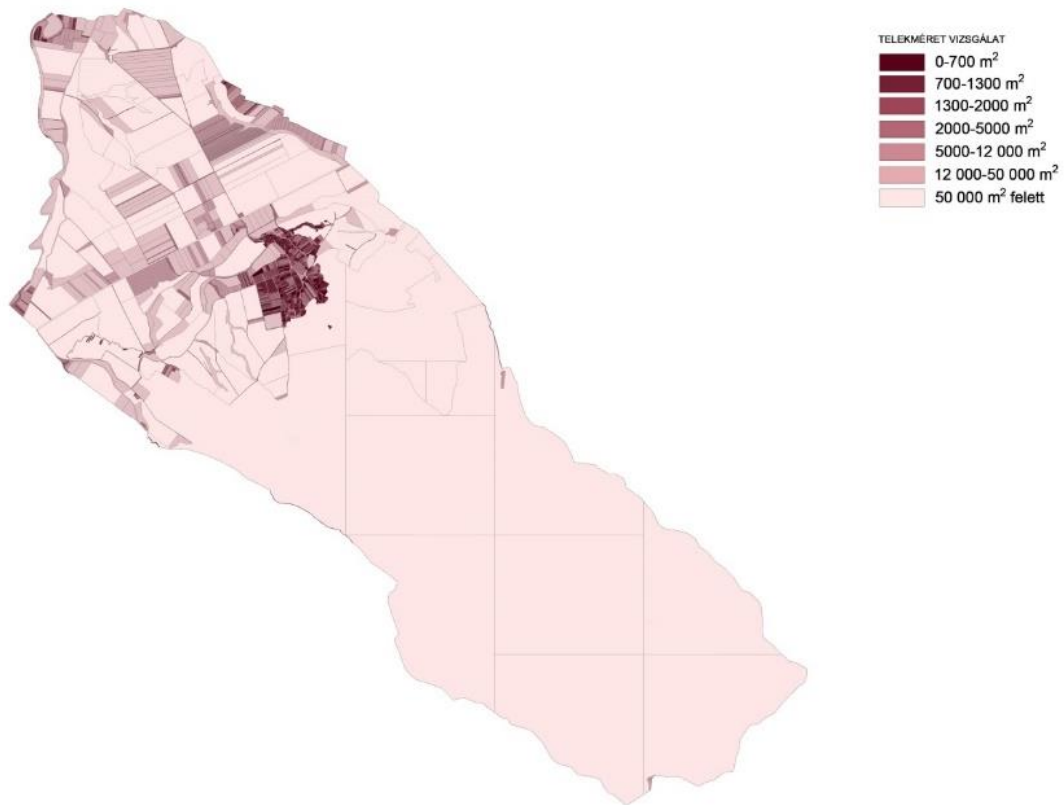 TELEKMÉRET VIZSGÁLAT
0-700 m²
700-1300 m²
1300-2000 m²
2000-5000 m²
5000-12 000 m²
12 000-50 000 m²
50 000 m² felett